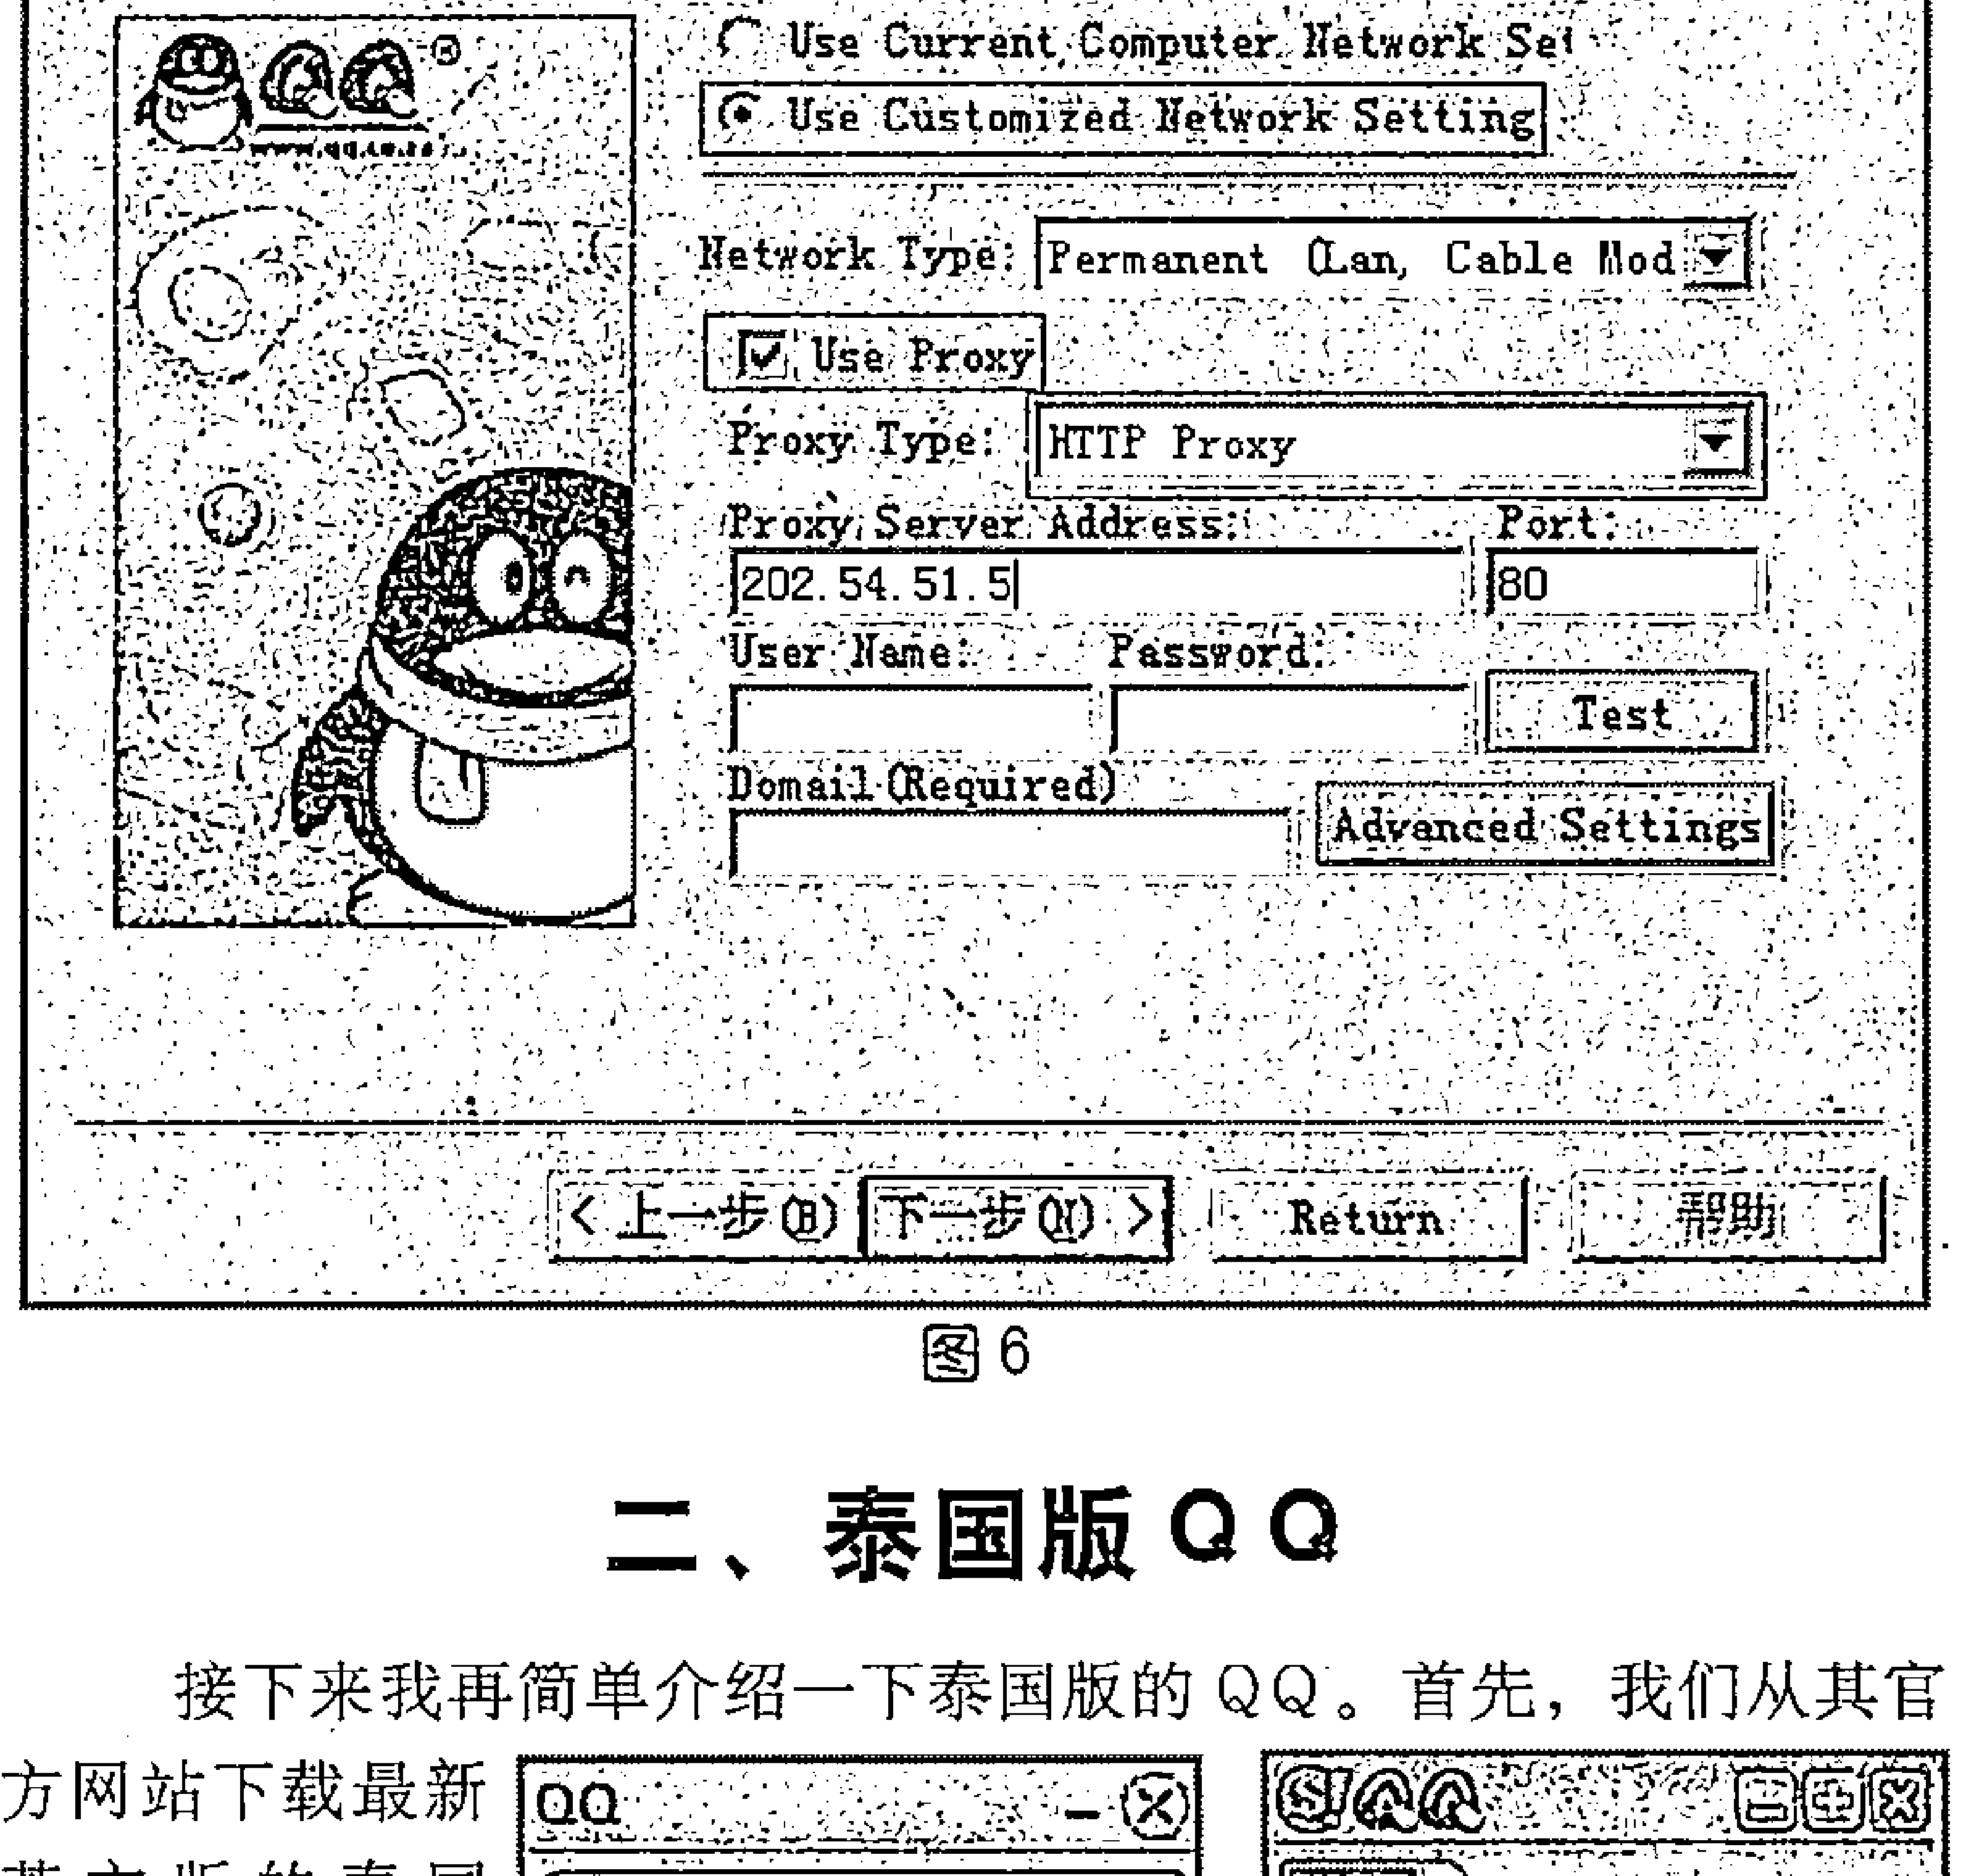 QQ®
Use Current Computer Network Set
Use Customized Network Setting
Network Type: Permanent (Lan, Cable Mod
Use Proxy
Proxy Type: HTTP Proxy
Proxy Server Address: Port:
202.54.51.5 80
User Name: Password:
Test
Domail(Required)
Advanced Settings
< 上一步(B) 下一步(N) > Return 帮助
图6
二、泰国版QQ
接下来我再简单介绍一下泰国版的QQ。首先，我们从其官
方网站下载最新
QQ